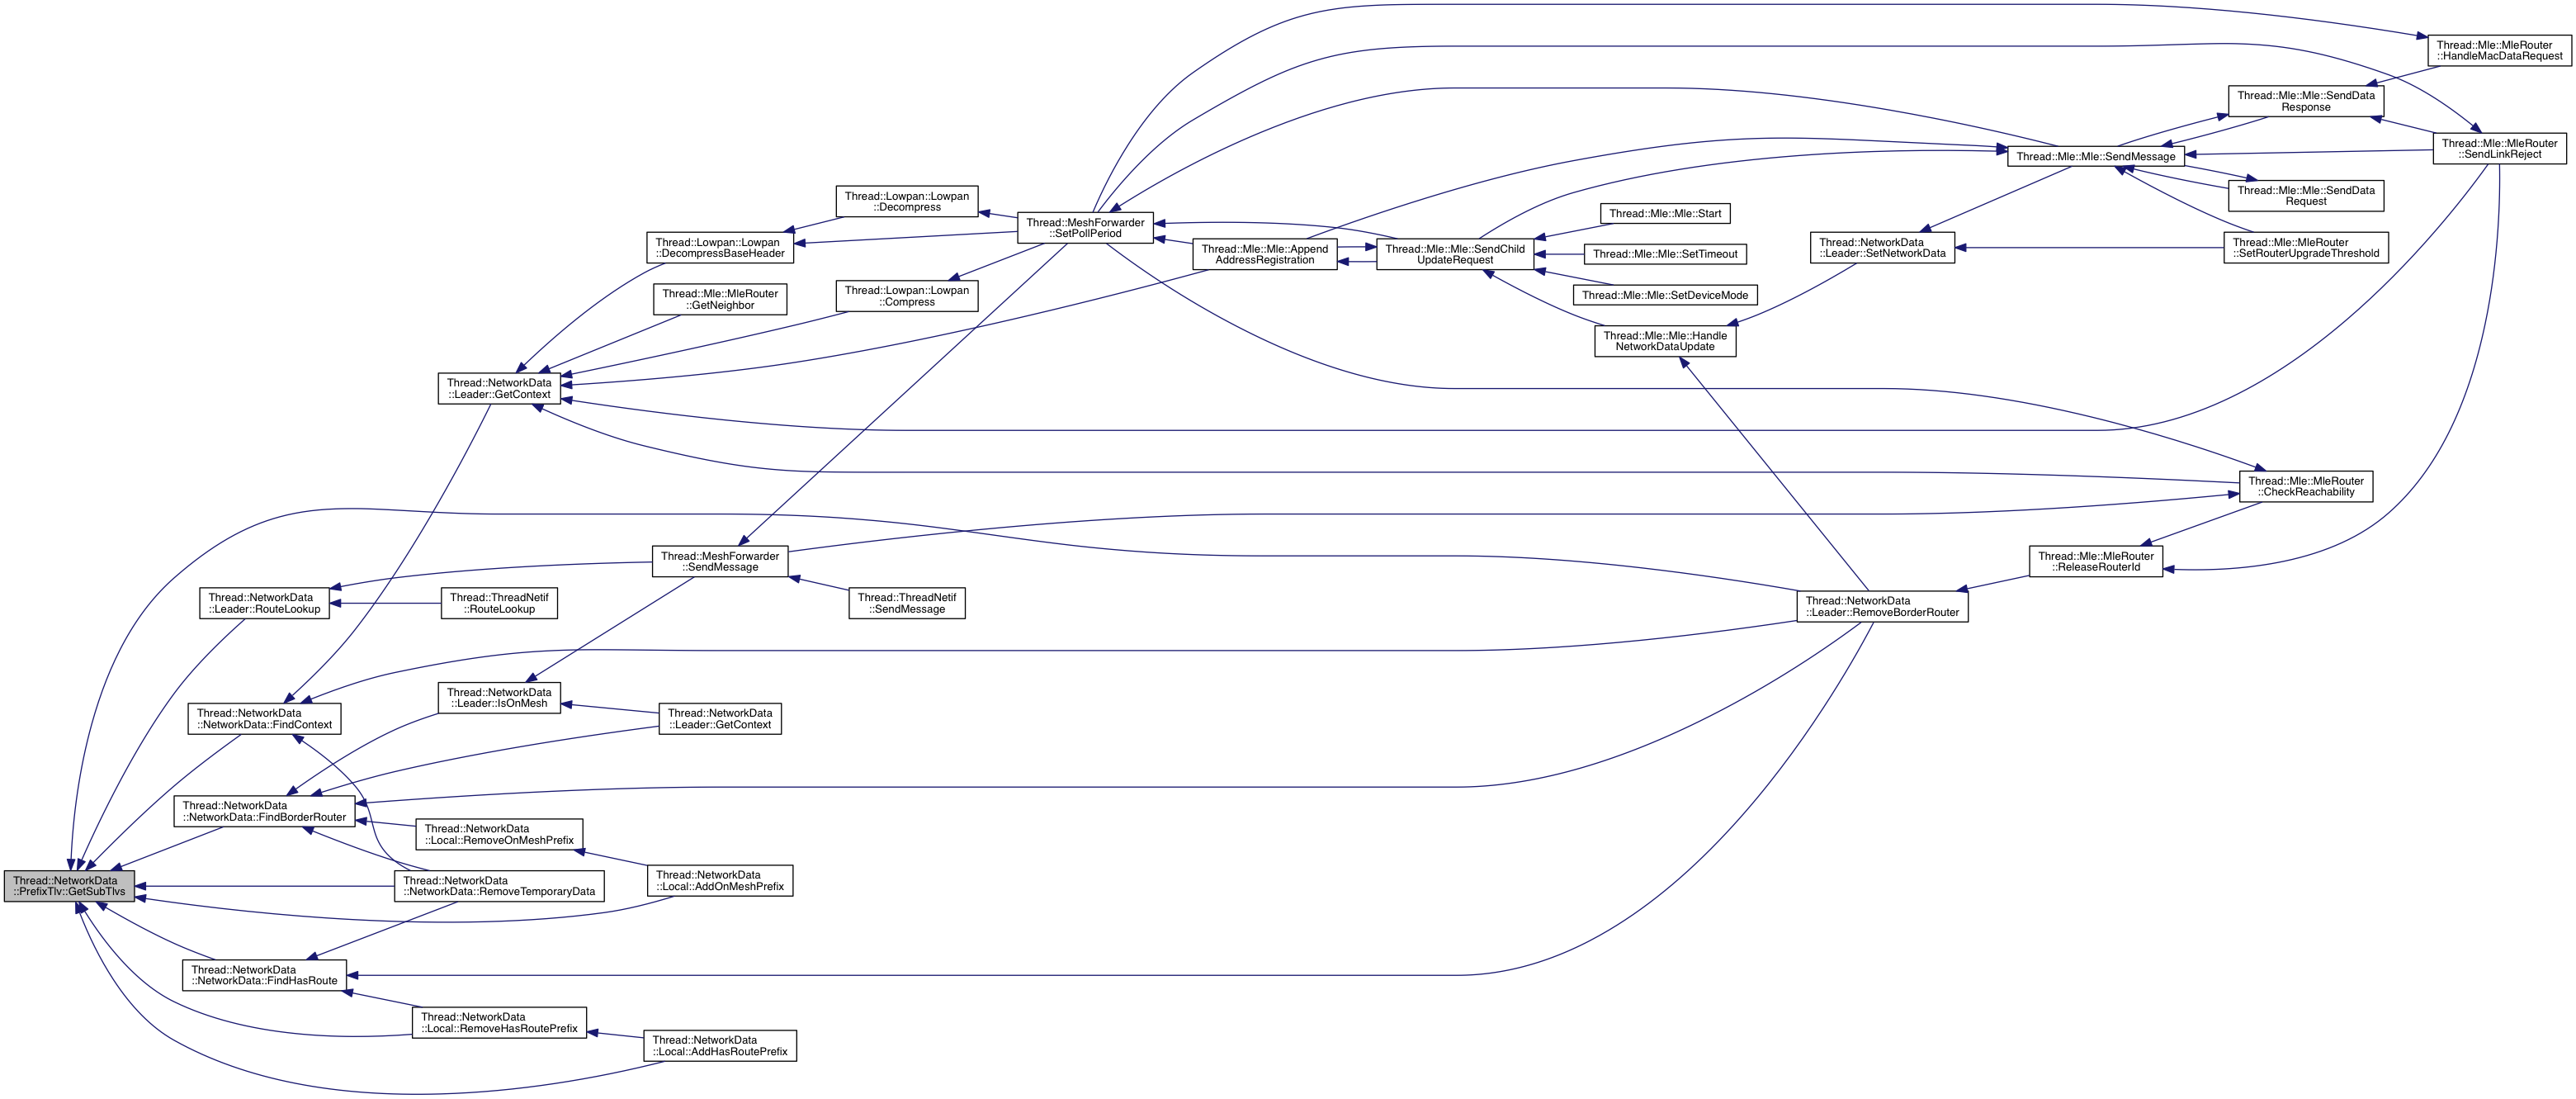 Thread::Mle::MleRouter
::HandleMacDataRequest
Thread::Mle::Mle::SendData
Response
Thread::Mle::MleRouter
::SendLinkReject
Thread::Mle::Mle::SendMessage
Thread::Mle::Mle::SendData
Request
Thread::Lowpan::Lowpan
::Decompress
Thread::Mle::Mle::Start
Thread::MeshForwarder
::SetPollPeriod
Thread::Lowpan::Lowpan
::DecompressBaseHeader
Thread::Mle::Mle::Append
AddressRegistration
Thread::Mle::Mle::SendChild
UpdateRequest
Thread::Mle::Mle::SetTimeout
Thread::NetworkData
::Leader::SetNetworkData
Thread::Mle::MleRouter
::SetRouterUpgradeThreshold
Thread::Mle::MleRouter
::GetNeighbor
Thread::Lowpan::Lowpan
::Compress
Thread::Mle::Mle::SetDeviceMode
Thread::Mle::Mle::Handle
NetworkDataUpdate
Thread::NetworkData
::Leader::GetContext
Thread::Mle::MleRouter
::CheckReachability
Thread::MeshForwarder
::SendMessage
Thread::Mle::MleRouter
::ReleaseRouterId
Thread::NetworkData
::Leader::RouteLookup
Thread::ThreadNetif
::RouteLookup
Thread::ThreadNetif
::SendMessage
Thread::NetworkData
::Leader::RemoveBorderRouter
Thread::NetworkData
::Leader::IsOnMesh
Thread::NetworkData
::NetworkData::FindContext
Thread::NetworkData
::Leader::GetContext
Thread::NetworkData
::NetworkData::FindBorderRouter
Thread::NetworkData
::Local::RemoveOnMeshPrefix
Thread::NetworkData
::PrefixTlv::GetSubTlvs
Thread::NetworkData
::NetworkData::RemoveTemporaryData
Thread::NetworkData
::Local::AddOnMeshPrefix
Thread::NetworkData
::NetworkData::FindHasRoute
Thread::NetworkData
::Local::RemoveHasRoutePrefix
Thread::NetworkData
::Local::AddHasRoutePrefix